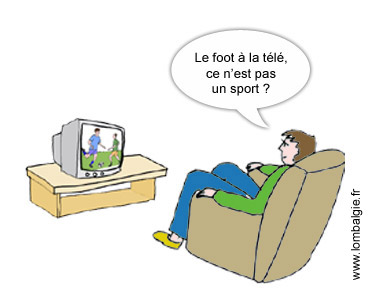 Le foot à la télé,
ce n'est pas
un sport ?
www.lombalgie.fr